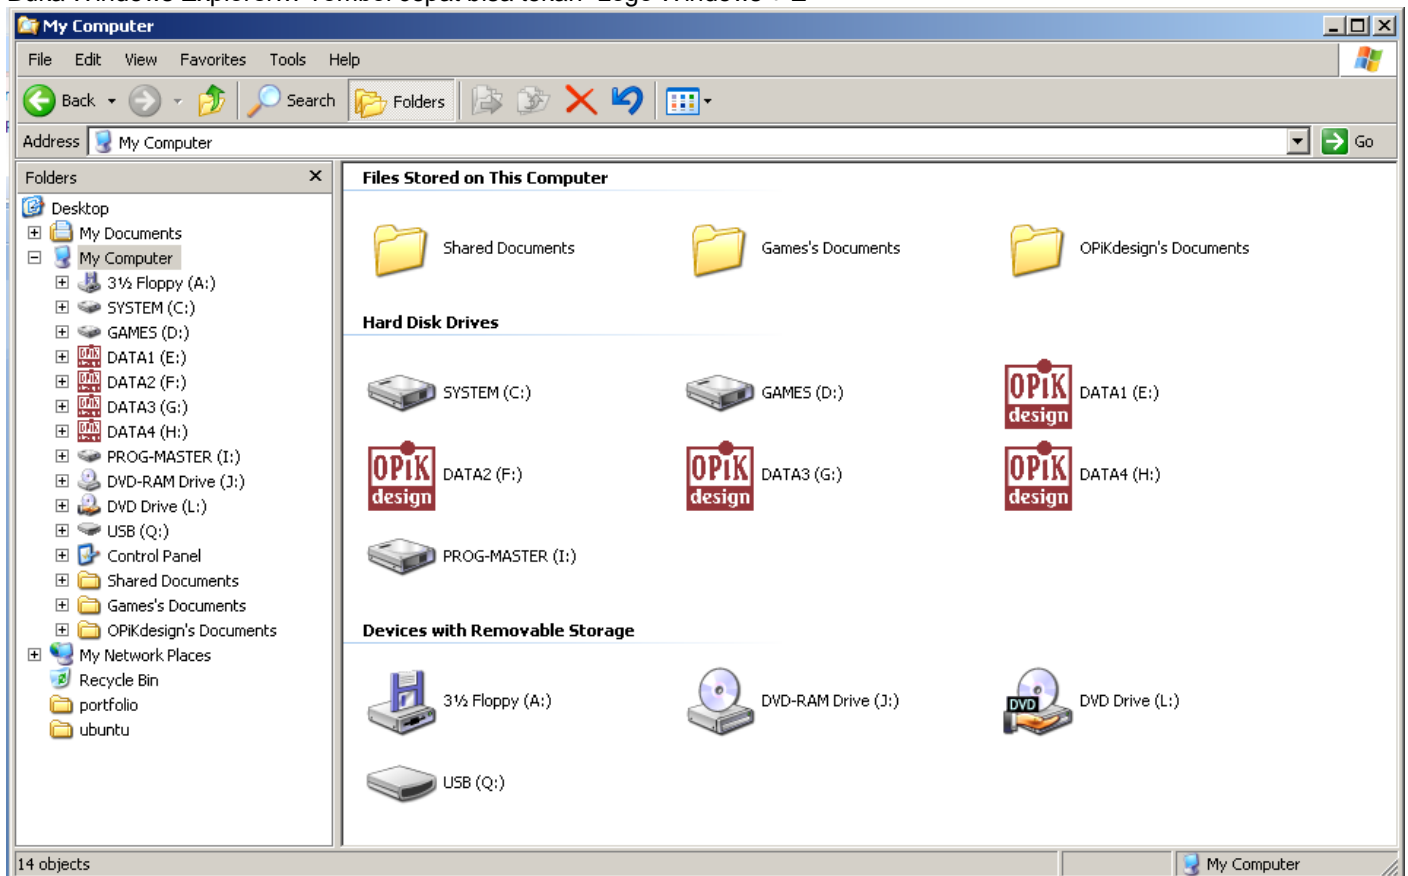 My Computer
File Edit View Favorites Tools Help
Back Search Folders
Address My Computer Go
Folders
Desktop
My Documents
My Computer
3½ Floppy (A:)
SYSTEM (C:)
GAMES (D:)
DATA1 (E:)
DATA2 (F:)
DATA3 (G:)
DATA4 (H:)
PROG-MASTER (I:)
DVD-RAM Drive (J:)
DVD Drive (L:)
USB (Q:)
Control Panel
Shared Documents
Games's Documents
OPiKdesign's Documents
My Network Places
Recycle Bin
portfolio
ubuntu
Files Stored on This Computer
Shared Documents Games's Documents OPiKdesign's Documents
Hard Disk Drives
SYSTEM (C:) GAMES (D:) OPiK design DATA1 (E:)
OPiK design DATA2 (F:) OPiK design DATA3 (G:) OPiK design DATA4 (H:)
PROG-MASTER (I:)
Devices with Removable Storage
3½ Floppy (A:) DVD-RAM Drive (J:) DVD DVD Drive (L:)
USB (Q:)
14 objects My Computer